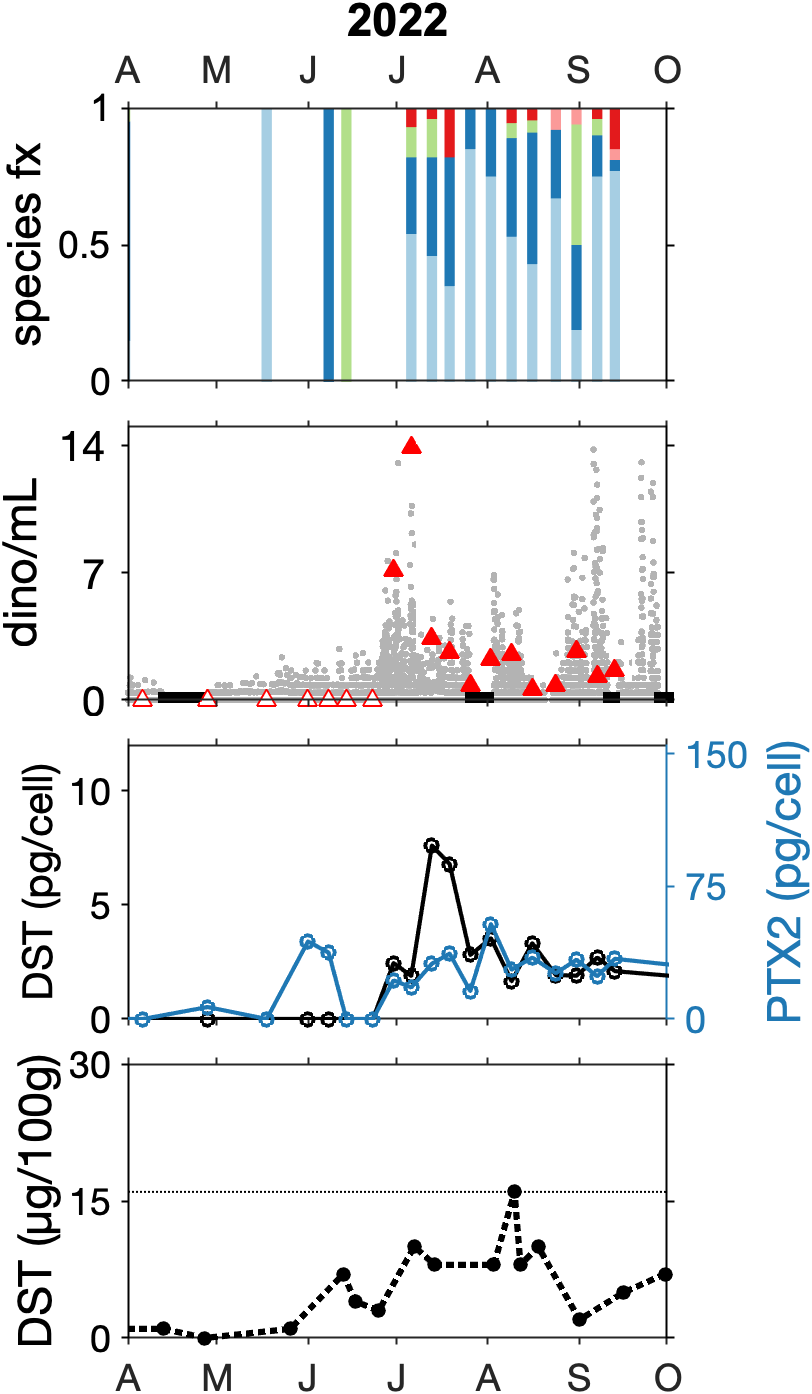 2022
A M J J A S O
species fx
1
0.5
0
dino/mL
14
7
0
DST (pg/cell)
10
5
0
PTX2 (pg/cell)
150
75
0
DST (µg/100g)
30
15
0
A M J J A S O